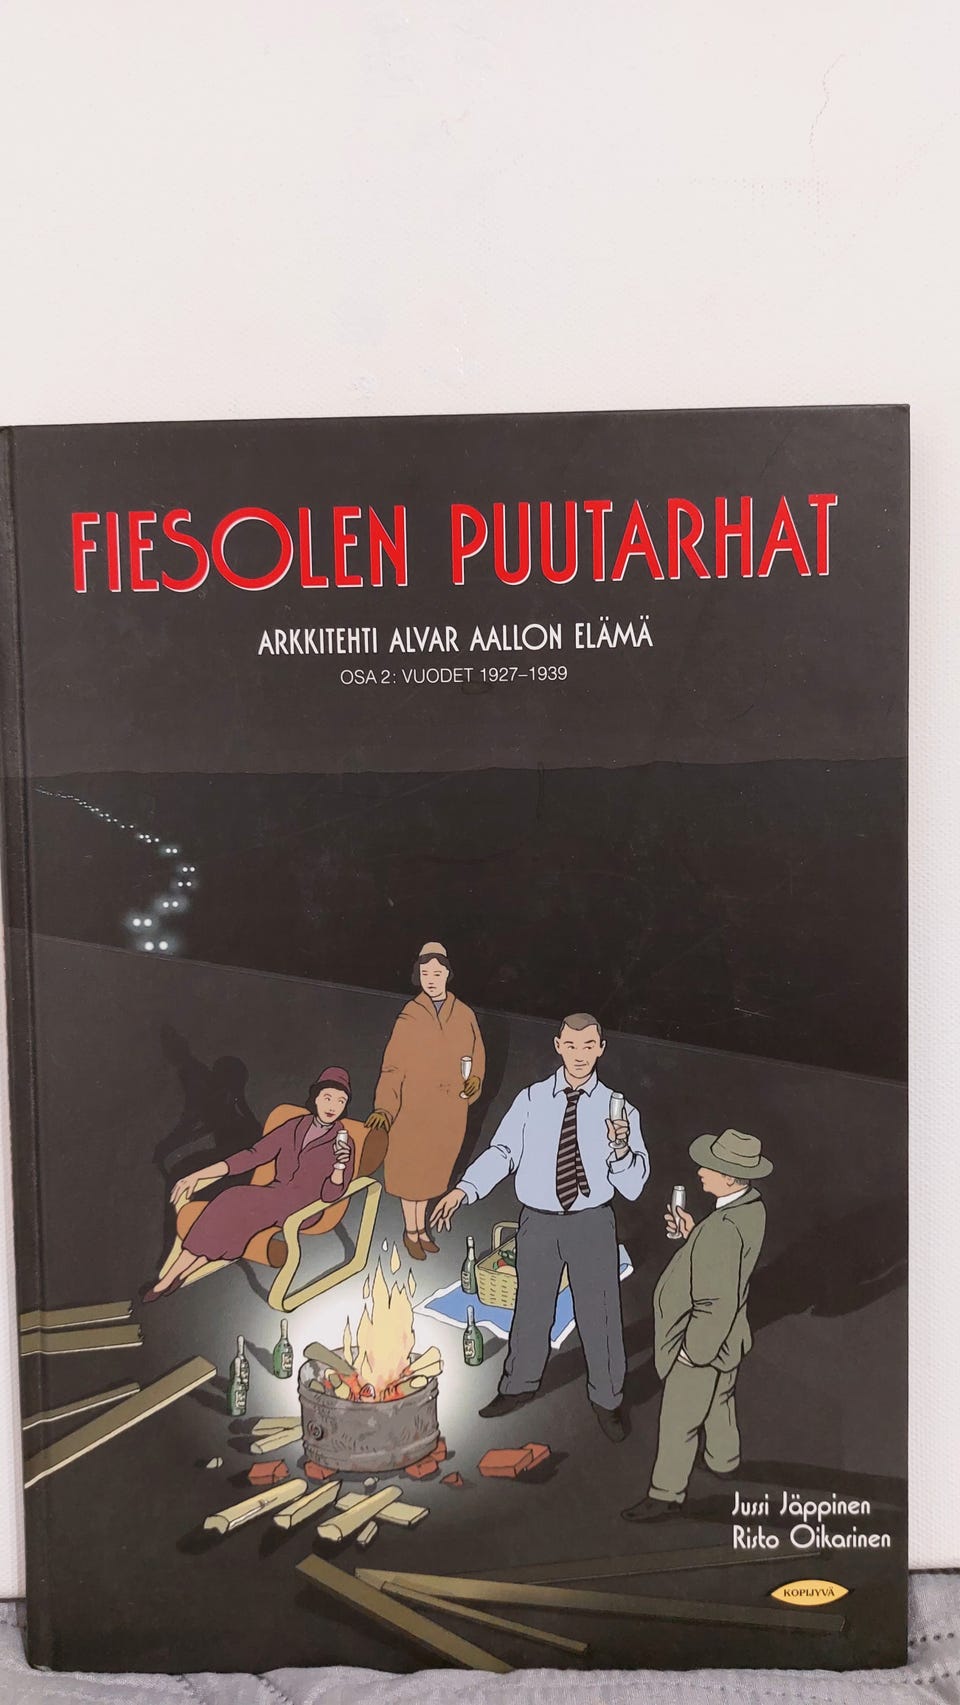 FIESOLEN PUUTARHAT
ARKKITEHTI ALVAR AALLON ELÄMÄ
OSA 2: VUODET 1927–1939
Jussi Jäppinen
Risto Oikarinen
KOPIJYVÄ